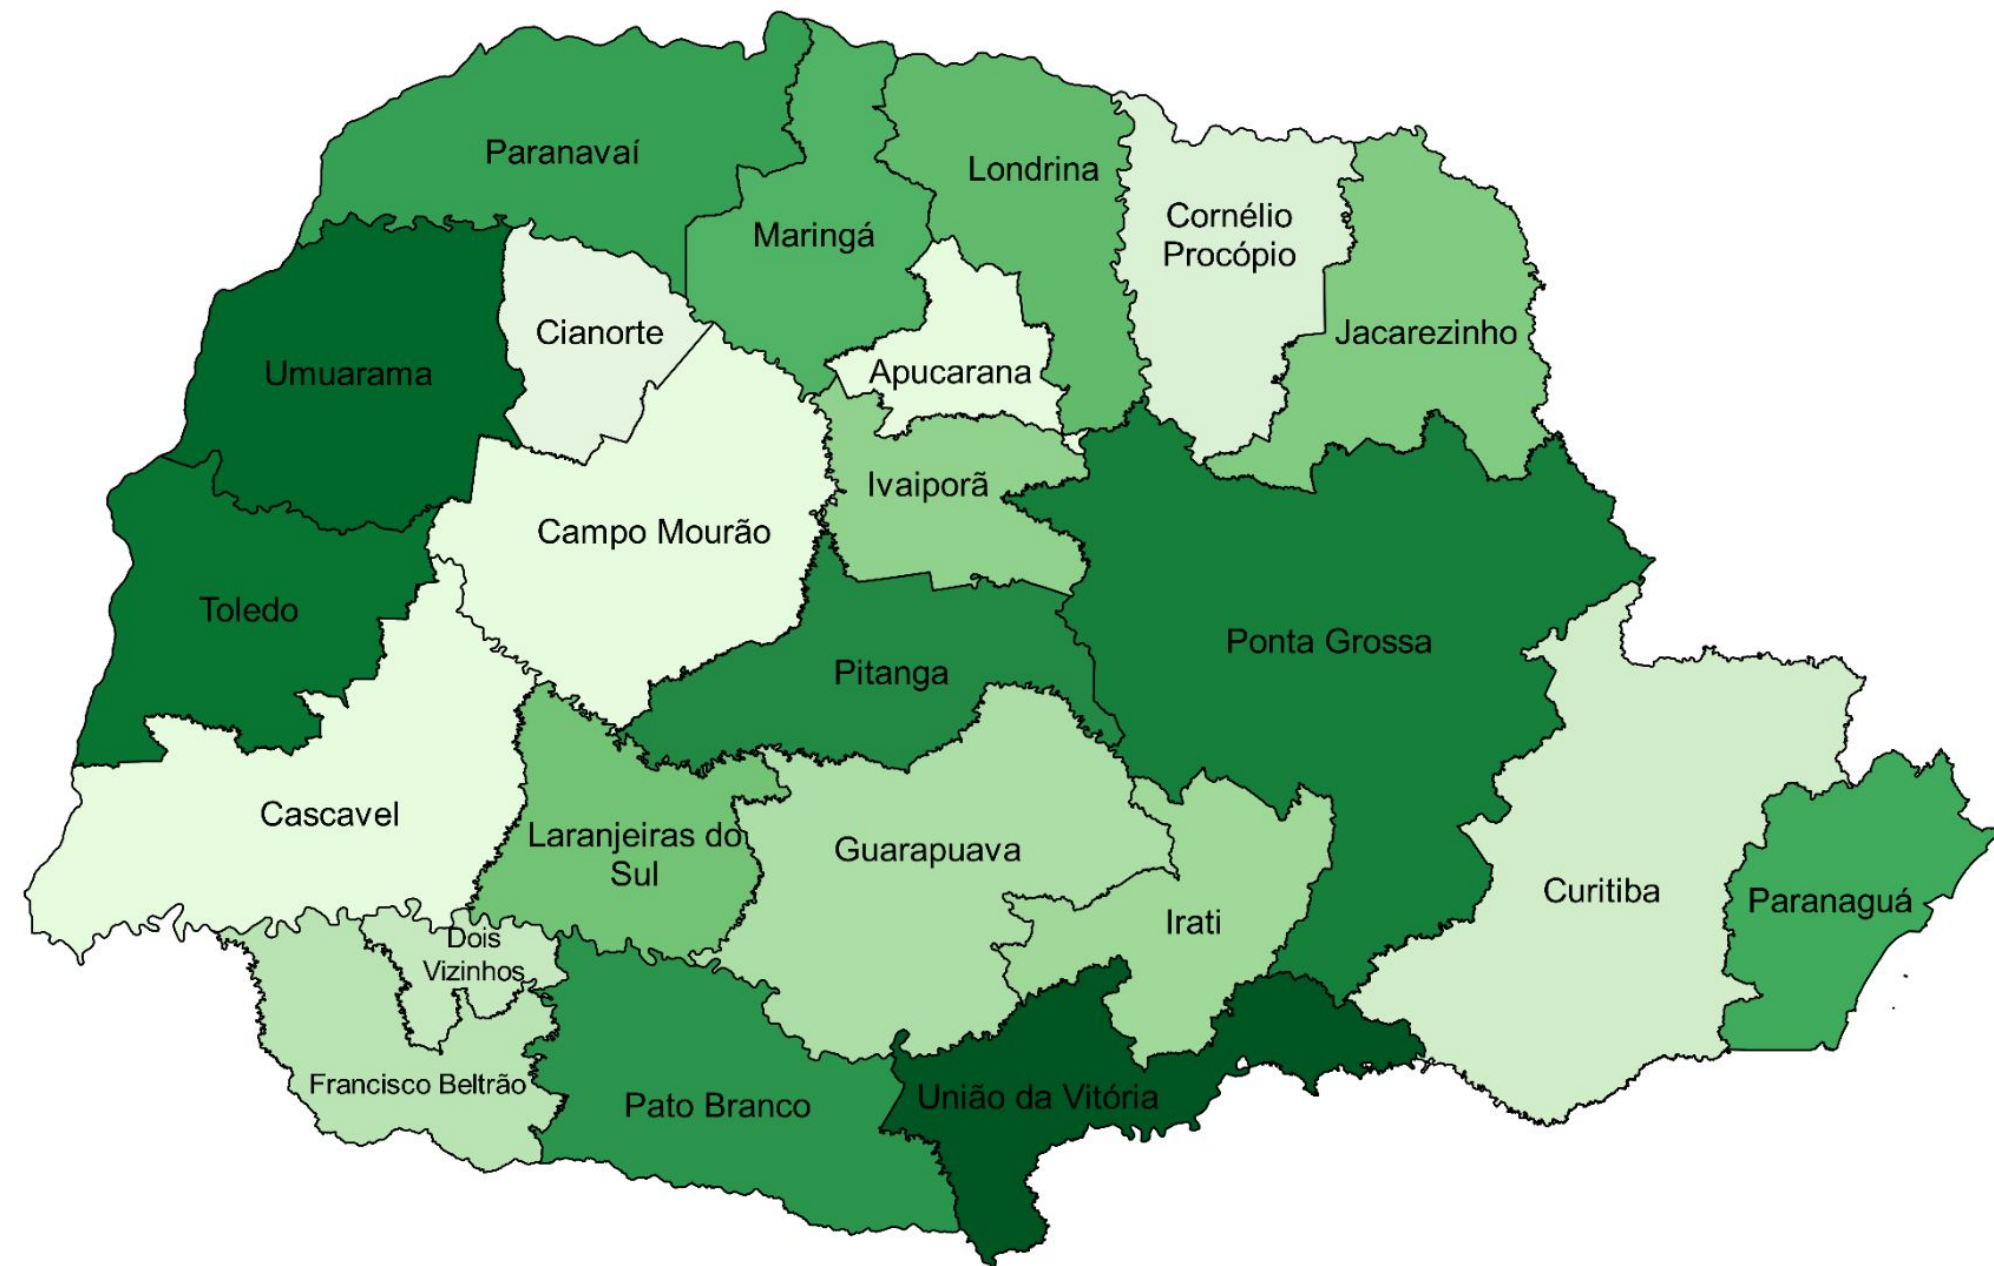 Paranavaí
Londrina
Cornélio
Procópio
Maringá
Cianorte
Jacarezinho
Umuarama
Apucarana
Ivaiporã
Campo Mourão
Toledo
Ponta Grossa
Pitanga
Cascavel
Laranjeiras do
Sul
Guarapuava
Curitiba
Paranaguá
Irati
Dois
Vizinhos
Francisco Beltrão
Pato Branco
União da Vitória